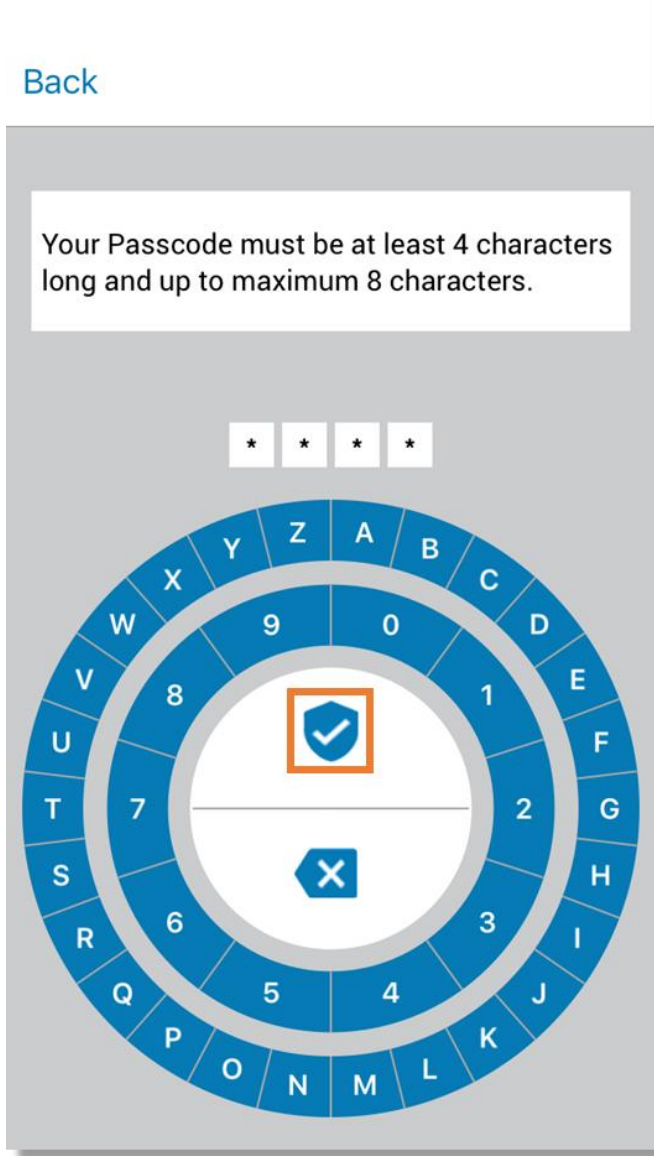 Back
Your Passcode must be at least 4 characters
long and up to maximum 8 characters.
* * * *
A
B
C
D
E
F
G
H
I
J
K
L
M
N
O
P
Q
R
S
T
U
V
W
X
Y
Z
0
1
2
3
4
5
6
7
8
9